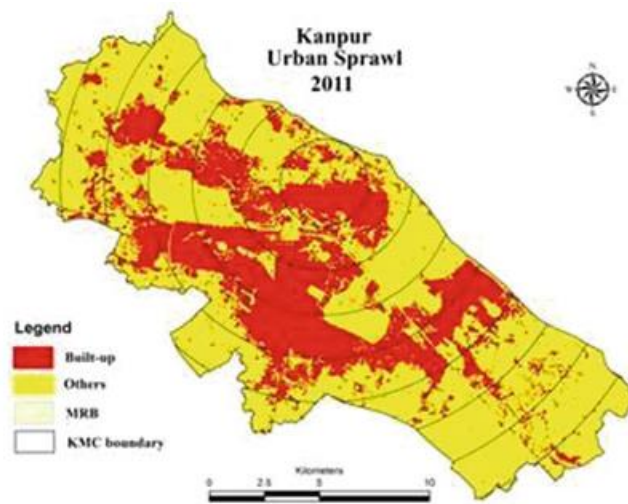 Kanpur
Urban Sprawl
2011
N
W E
S
Legend
Built-up
Others
MRB
KMC boundary
Kilometers
0 2.5 5 10